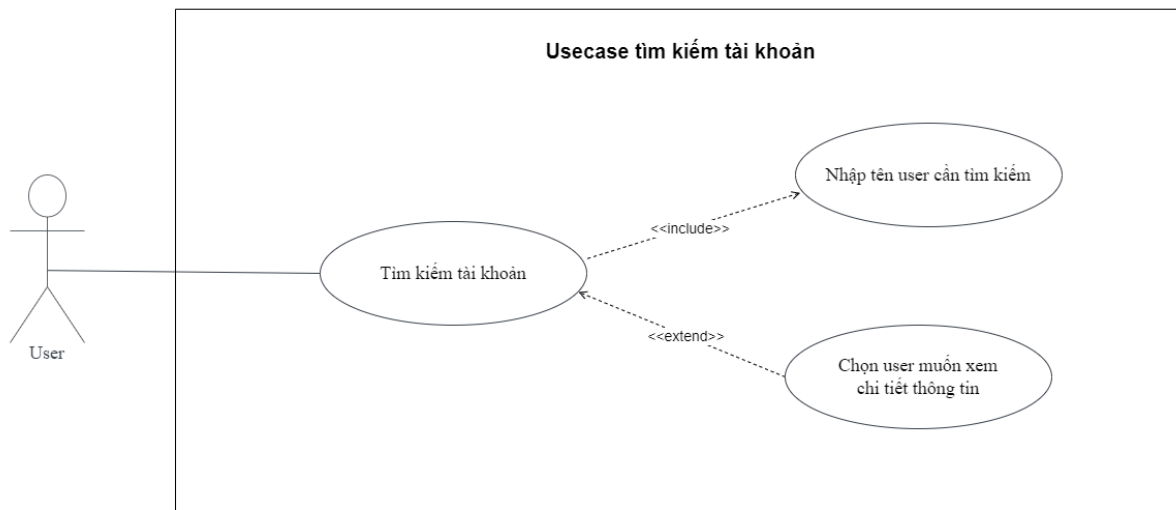 Usecase tìm kiếm tài khoản
Nhập tên user cần tìm kiếm
<<include>>
Tìm kiếm tài khoản
<<extend>>
User
Chọn user muốn xem
chi tiết thông tin